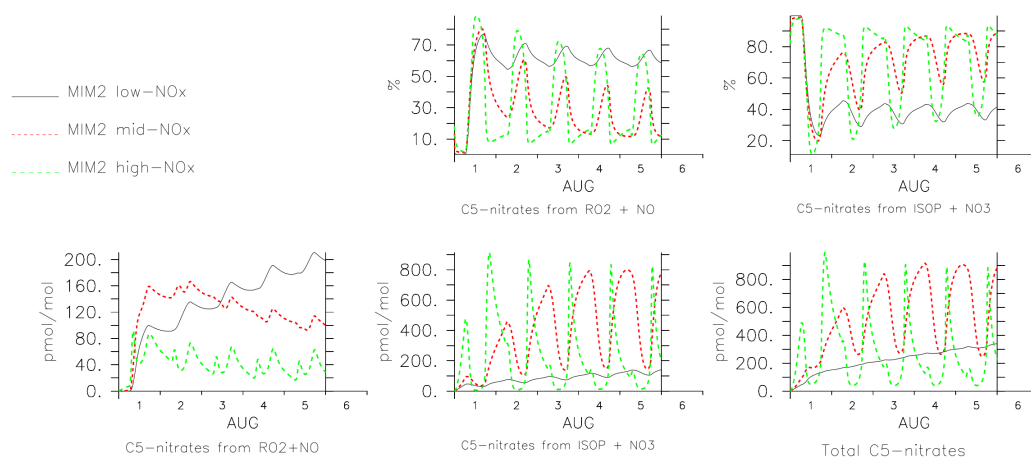 MIM2 low-NOx
MIM2 mid-NOx
MIM2 high-NOx
%
70.
50.
30.
10.
1 2 3 4 5 6
AUG
C5-nitrates from RO2 + NO
%
80.
60.
40.
20.
1 2 3 4 5 6
AUG
C5-nitrates from ISOP + NO3
pmol/mol
200.
160.
120.
80.
40.
0.
1 2 3 4 5 6
AUG
C5-nitrates from RO2+NO
pmol/mol
800.
600.
400.
200.
0.
1 2 3 4 5 6
AUG
C5-nitrates from ISOP + NO3
pmol/mol
800.
600.
400.
200.
0.
1 2 3 4 5 6
AUG
Total C5-nitrates